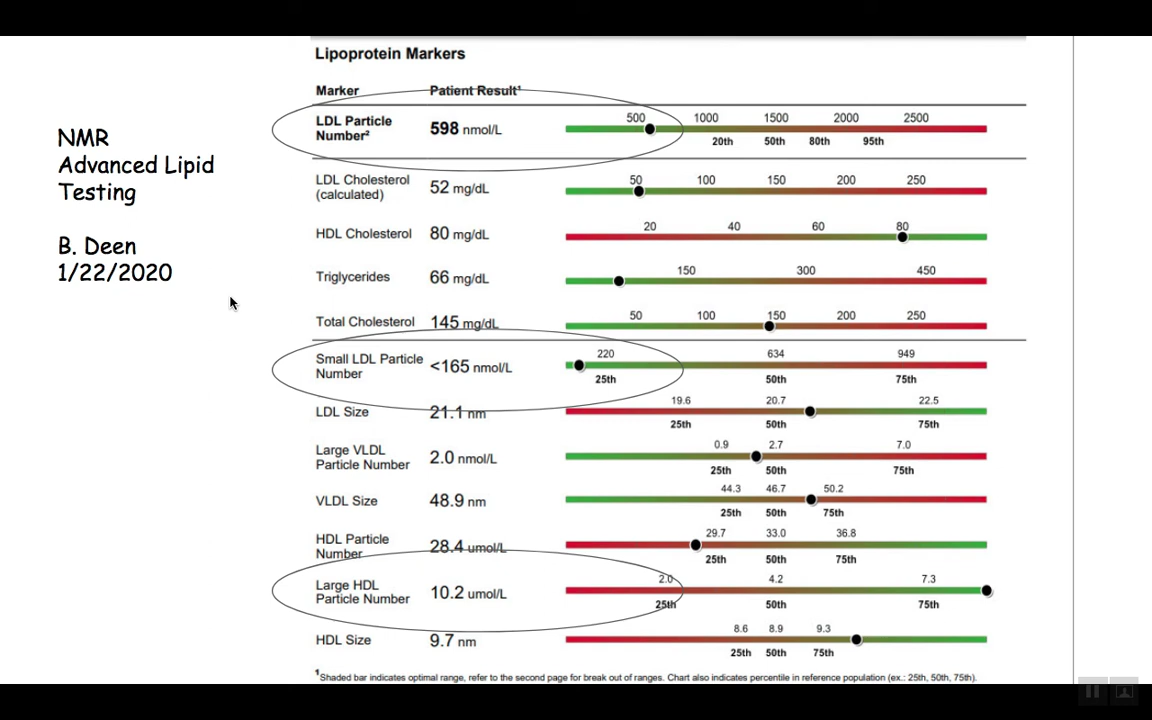 Lipoprotein Markers
Marker Patient Result¹
NMR
Advanced Lipid
Testing
B. Deen
1/22/2020
LDL Particle
Number²
598 nmol/L
500 1000 1500 2000 2500
20th 50th 80th 95th
LDL Cholesterol
(calculated)
52 mg/dL
50 100 150 200 250
HDL Cholesterol
80 mg/dL
20 40 60 80
Triglycerides
66 mg/dL
150 300 450
Total Cholesterol
145 mg/dL
50 100 150 200 250
Small LDL Particle
Number
<165 nmol/L
220 634 949
25th 50th 75th
LDL Size
21.1 nm
19.6 20.7 22.5
25th 50th 75th
Large VLDL
Particle Number
2.0 nmol/L
0.9 2.7 7.0
25th 50th 75th
VLDL Size
48.9 nm
44.3 46.7 50.2
25th 50th 75th
HDL Particle
Number
28.4 umol/L
29.7 33.0 36.8
25th 50th 75th
Large HDL
Particle Number
10.2 umol/L
2.0 4.2 7.3
25th 50th 75th
HDL Size
9.7 nm
8.6 8.9 9.3
25th 50th 75th
¹Shaded bar indicates optimal range, refer to the second page for break out of ranges. Chart also indicates percentile in reference population (ex.: 25th, 50th, 75th).